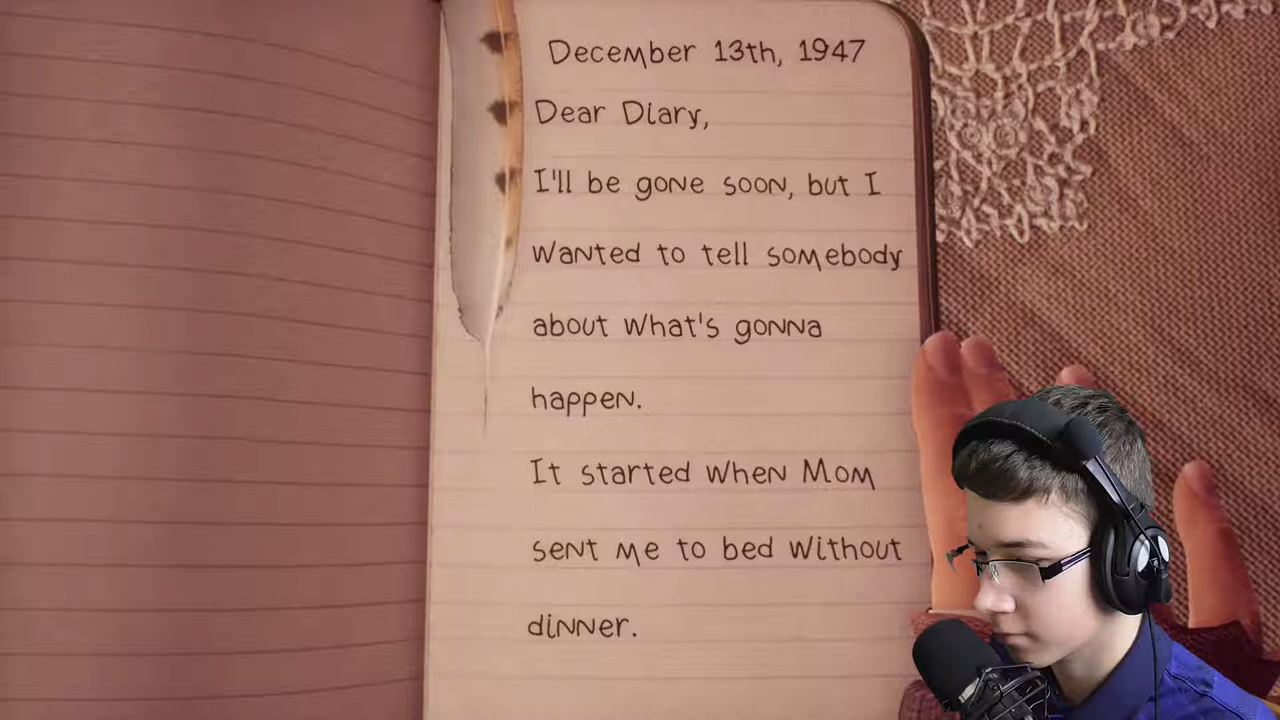 December 13th, 1947
Dear Diary,
I'll be gone soon, but I
wanted to tell somebody
about what's gonna
happen.
It started when Mom
sent me to bed without
dinner.